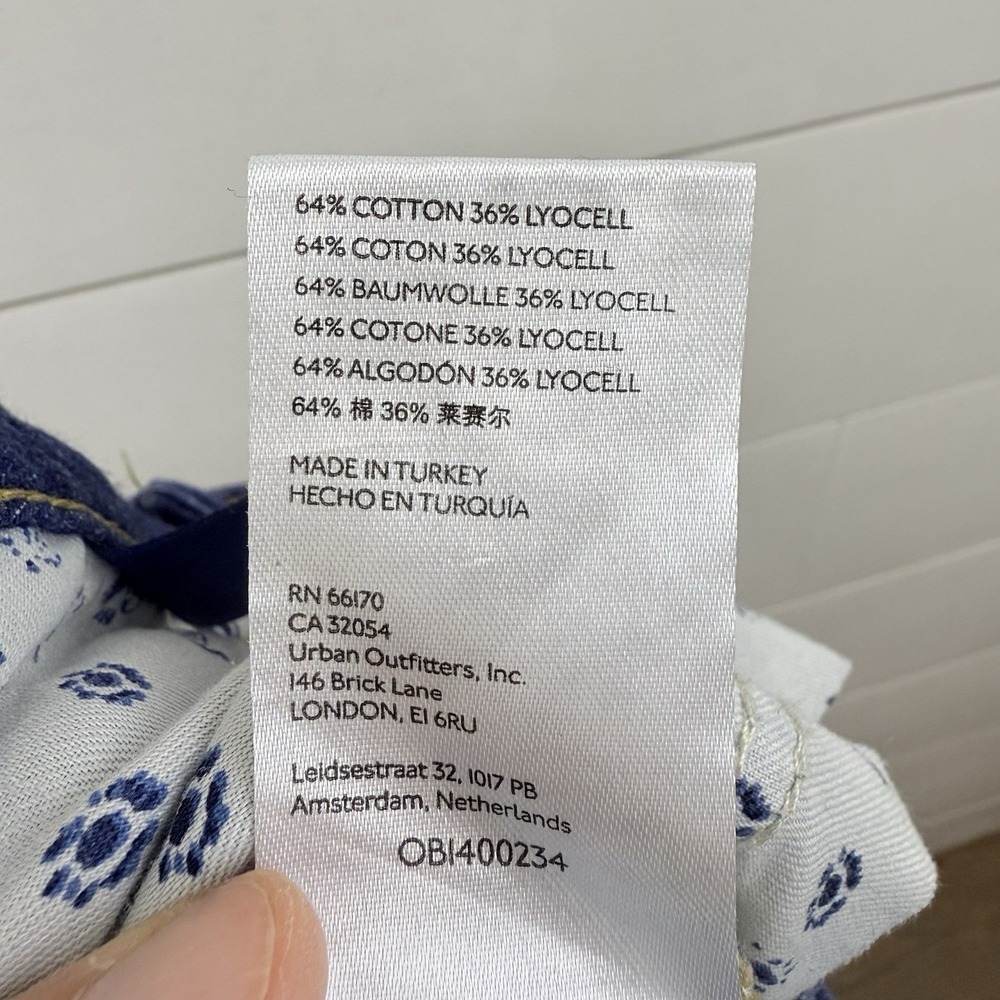 64% COTTON 36% LYOCELL
64% COTON 36% LYOCELL
64% BAUMWOLLE 36% LYOCELL
64% COTONE 36% LYOCELL
64% ALGODÓN 36% LYOCELL
64% 棉 36% 莱赛尔
MADE IN TURKEY
HECHO EN TURQUÍA
RN 66170
CA 32054
Urban Outfitters, Inc.
146 Brick Lane
LONDON, E1 6RU
Leidsestraat 32, 1017 PB
Amsterdam, Netherlands
OB1400234